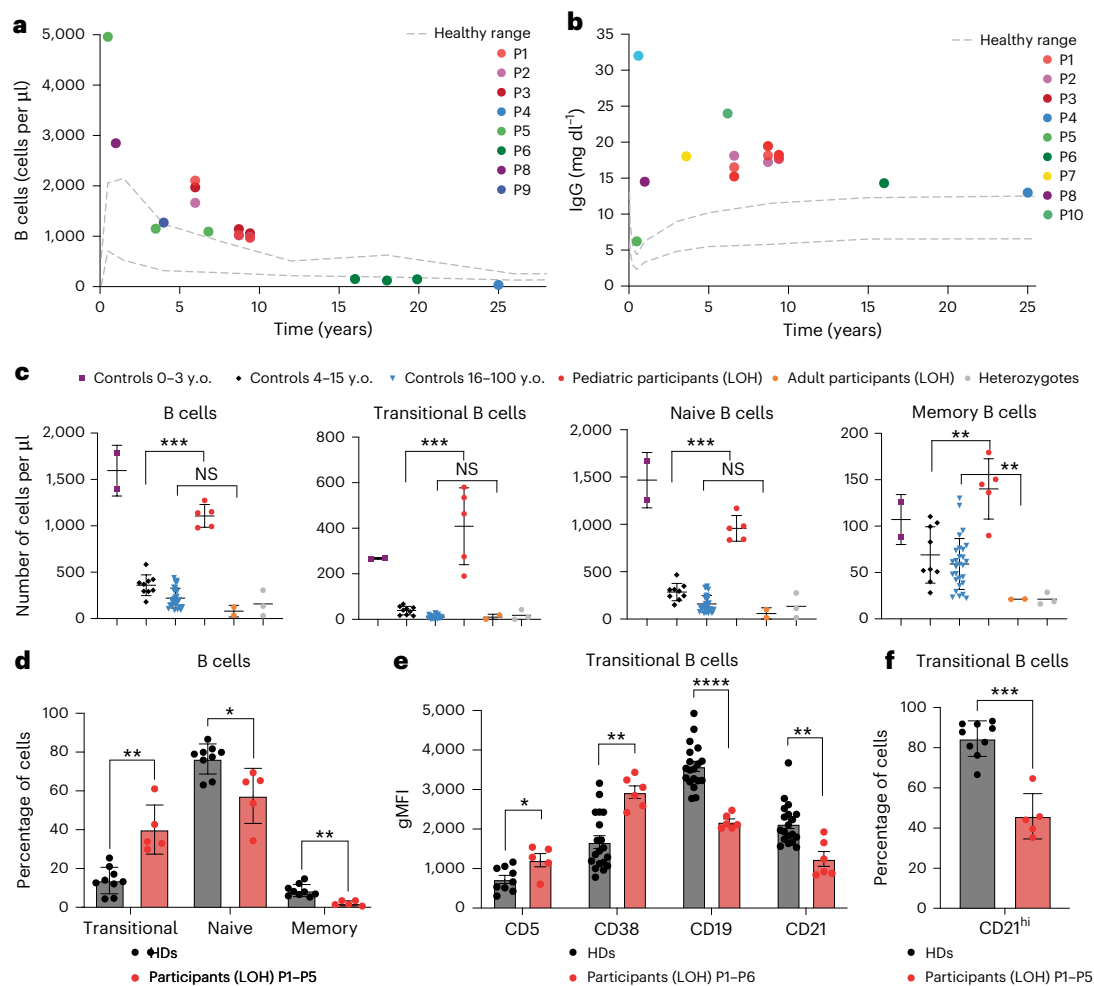 a
5,000
4,000
3,000
2,000
1,000
0
B cells (cells per µl)
0
5
10
15
20
25
Time (years)
Healthy range
P1
P2
P3
P4
P5
P6
P8
P9
b
35
30
25
20
15
10
5
0
IgG (mg dl−1)
0
5
10
15
20
25
Time (years)
Healthy range
P1
P2
P3
P4
P5
P6
P7
P8
P10
c
Controls 0–3 y.o.
Controls 4–15 y.o.
Controls 16–100 y.o.
Pediatric participants (LOH)
Adult participants (LOH)
Heterozygotes
Number of cells per µl
B cells
2,000
1,500
1,000
500
0
***
NS
Transitional B cells
800
600
400
200
0
***
NS
Naive B cells
2,000
1,500
1,000
500
0
***
NS
Memory B cells
200
150
100
50
0
**
**
d
B cells
Percentage of cells
100
80
60
40
20
0
**
*
**
Transitional
Naive
Memory
HDs
Participants (LOH) P1–P5
e
Transitional B cells
gMFI
5,000
4,000
3,000
2,000
1,000
0
*
**
****
**
CD5
CD38
CD19
CD21
HDs
Participants (LOH) P1–P6
f
Transitional B cells
Percentage of cells
100
80
60
40
20
0
***
CD21hi
HDs
Participants (LOH) P1–P5